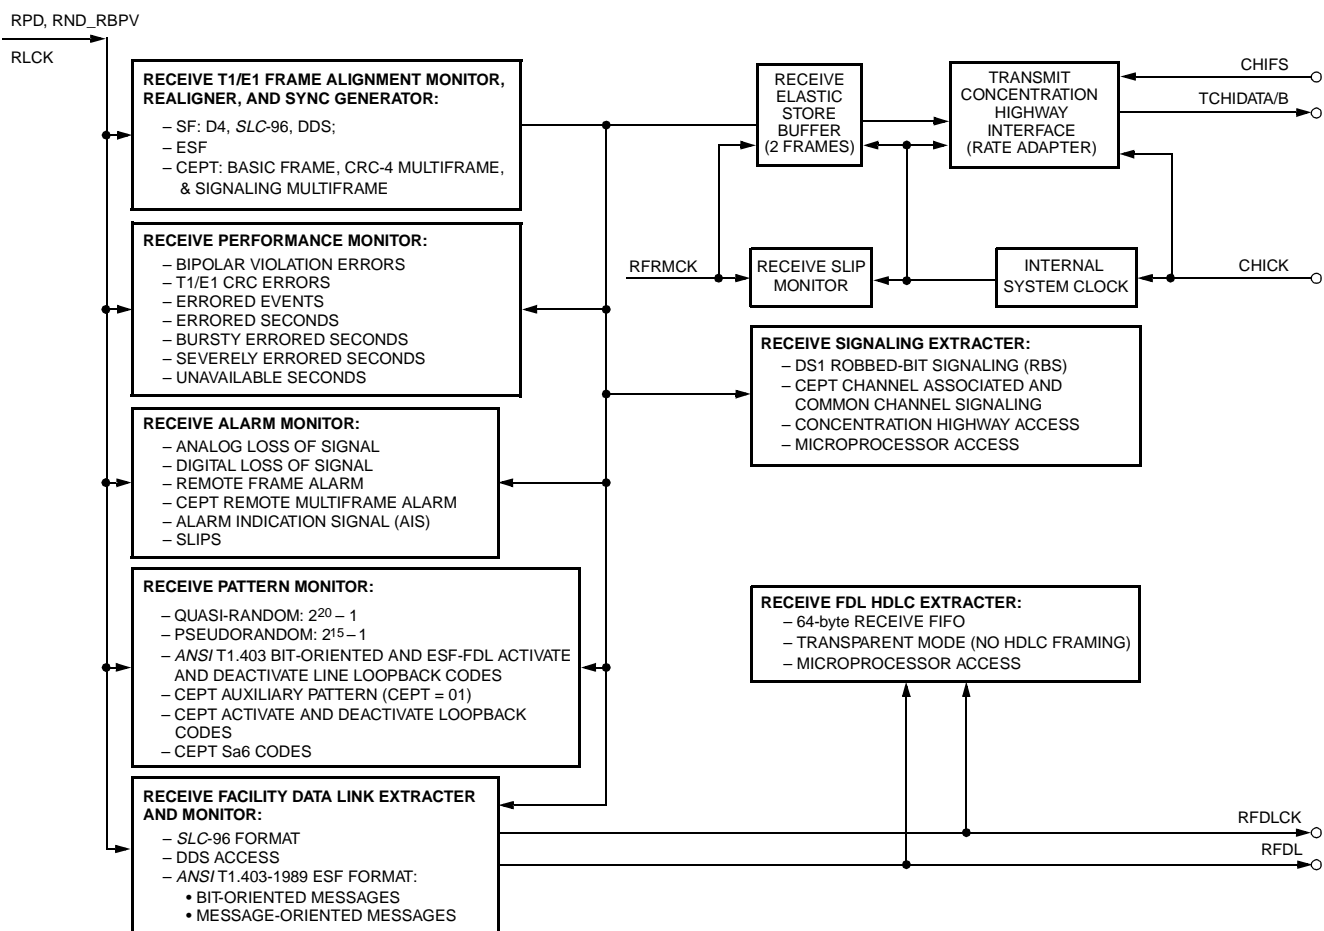 RPD, RND_RBPV
RLCK
RECEIVE T1/E1 FRAME ALIGNMENT MONITOR,
REALIGNER, AND SYNC GENERATOR:
– SF: D4, SLC-96, DDS;
– ESF
– CEPT: BASIC FRAME, CRC-4 MULTIFRAME,
& SIGNALING MULTIFRAME
RECEIVE
ELASTIC
STORE
BUFFER
(2 FRAMES)
TRANSMIT
CONCENTRATION
HIGHWAY
INTERFACE
(RATE ADAPTER)
CHIFS
TCHIDATA/B
RECEIVE PERFORMANCE MONITOR:
– BIPOLAR VIOLATION ERRORS
– T1/E1 CRC ERRORS
– ERRORED EVENTS
– ERRORED SECONDS
– BURSTY ERRORED SECONDS
– SEVERELY ERRORED SECONDS
– UNAVAILABLE SECONDS
RFRMCK
RECEIVE SLIP
MONITOR
INTERNAL
SYSTEM CLOCK
CHICK
RECEIVE SIGNALING EXTRACTER:
– DS1 ROBBED-BIT SIGNALING (RBS)
– CEPT CHANNEL ASSOCIATED AND
COMMON CHANNEL SIGNALING
– CONCENTRATION HIGHWAY ACCESS
– MICROPROCESSOR ACCESS
RECEIVE ALARM MONITOR:
– ANALOG LOSS OF SIGNAL
– DIGITAL LOSS OF SIGNAL
– REMOTE FRAME ALARM
– CEPT REMOTE MULTIFRAME ALARM
– ALARM INDICATION SIGNAL (AIS)
– SLIPS
RECEIVE PATTERN MONITOR:
– QUASI-RANDOM: 2²⁰ – 1
– PSEUDORANDOM: 2¹⁵ – 1
– ANSI T1.403 BIT-ORIENTED AND ESF-FDL ACTIVATE
AND DEACTIVATE LINE LOOPBACK CODES
– CEPT AUXILIARY PATTERN (CEPT = 01)
– CEPT ACTIVATE AND DEACTIVATE LOOPBACK
CODES
– CEPT Sa6 CODES
RECEIVE FDL HDLC EXTRACTER:
– 64-byte RECEIVE FIFO
– TRANSPARENT MODE (NO HDLC FRAMING)
– MICROPROCESSOR ACCESS
RECEIVE FACILITY DATA LINK EXTRACTER
AND MONITOR:
– SLC-96 FORMAT
– DDS ACCESS
– ANSI T1.403-1989 ESF FORMAT:
• BIT-ORIENTED MESSAGES
• MESSAGE-ORIENTED MESSAGES
RFDLCK
RFDL